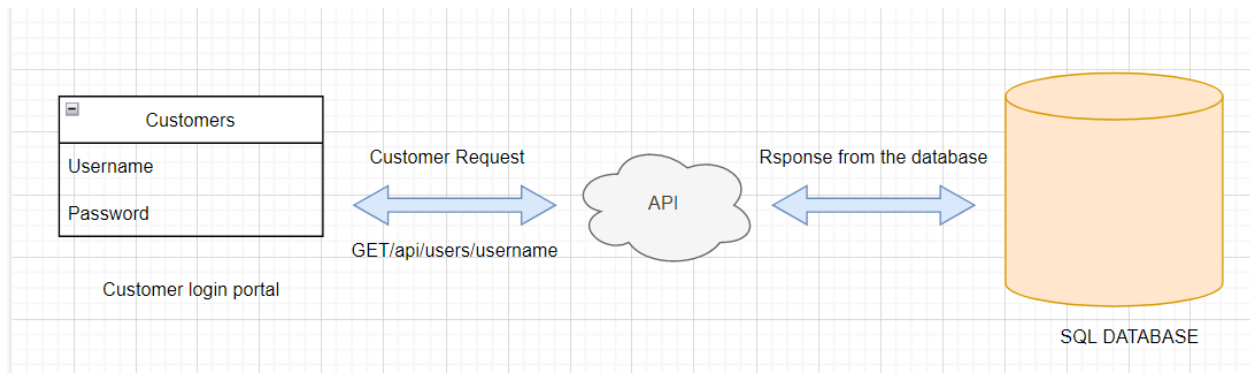 Customers
Username
Password
Customer login portal
Customer Request
GET/api/users/username
API
Rsponse from the database
SQL DATABASE